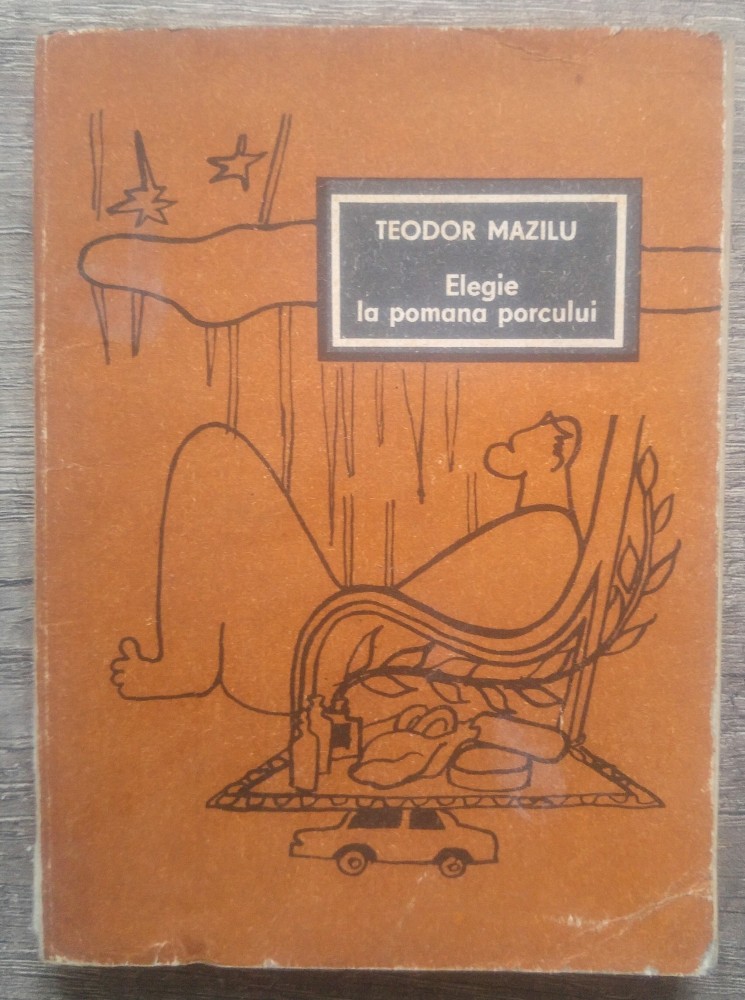 TEODOR MAZILU
Elegie
la pomana porcului